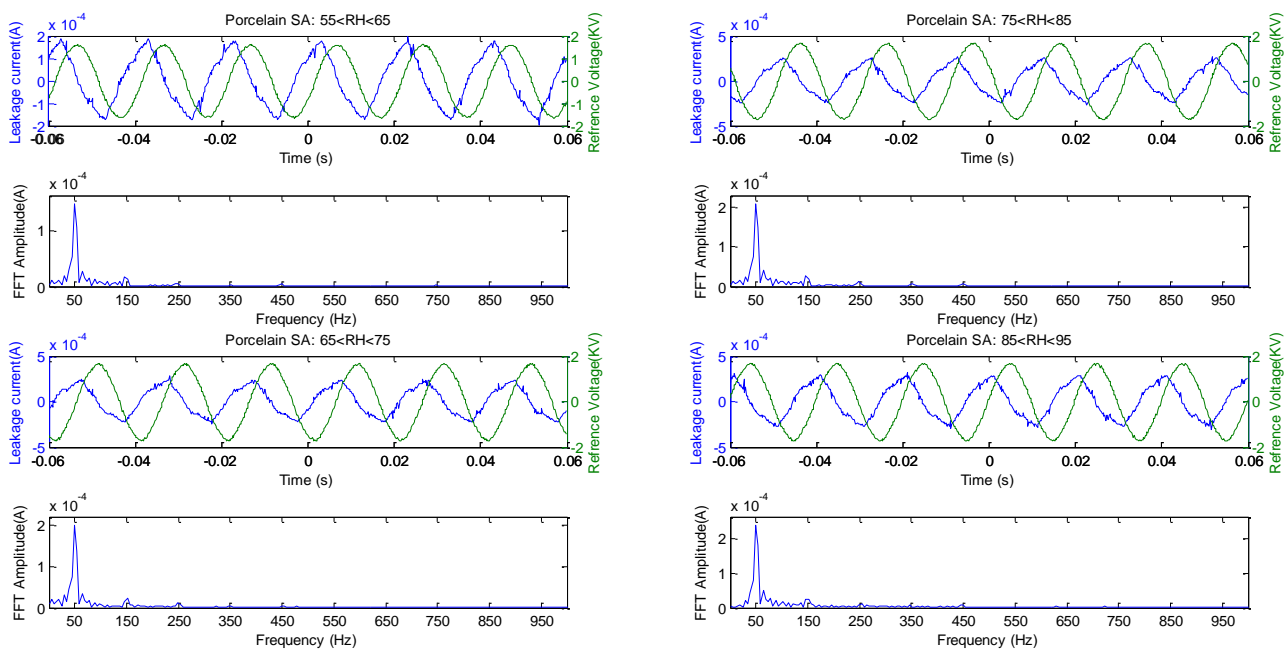 Porcelain SA: 55<RH<65
x 10⁻⁴
Leakage current(A)
2
1
0
-1
-2
2
1
0
-1
-2
Refrence Voltage(KV)
-0.06 -0.04 -0.02 0 0.02 0.04 0.06
Time (s)
x 10⁻⁴
FFT Amplitude(A)
1
0
50 150 250 350 450 550 650 750 850 950
Frequency (Hz)
Porcelain SA: 65<RH<75
x 10⁻⁴
Leakage current(A)
5
0
-5
2
0
-2
Refrence Voltage(KV)
-0.06 -0.04 -0.02 0 0.02 0.04 0.06
Time (s)
x 10⁻⁴
FFT Amplitude(A)
2
1
0
50 150 250 350 450 550 650 750 850 950
Frequency (Hz)
Porcelain SA: 75<RH<85
x 10⁻⁴
Leakage current(A)
5
0
-5
2
0
-2
Refrence Voltage(KV)
-0.06 -0.04 -0.02 0 0.02 0.04 0.06
Time (s)
x 10⁻⁴
FFT Amplitude(A)
2
1
0
50 150 250 350 450 550 650 750 850 950
Frequency (Hz)
Porcelain SA: 85<RH<95
x 10⁻⁴
Leakage current(A)
5
0
-5
2
0
-2
Refrence Voltage(KV)
-0.06 -0.04 -0.02 0 0.02 0.04 0.06
Time (s)
x 10⁻⁴
FFT Amplitude(A)
2
1
0
50 150 250 350 450 550 650 750 850 950
Frequency (Hz)